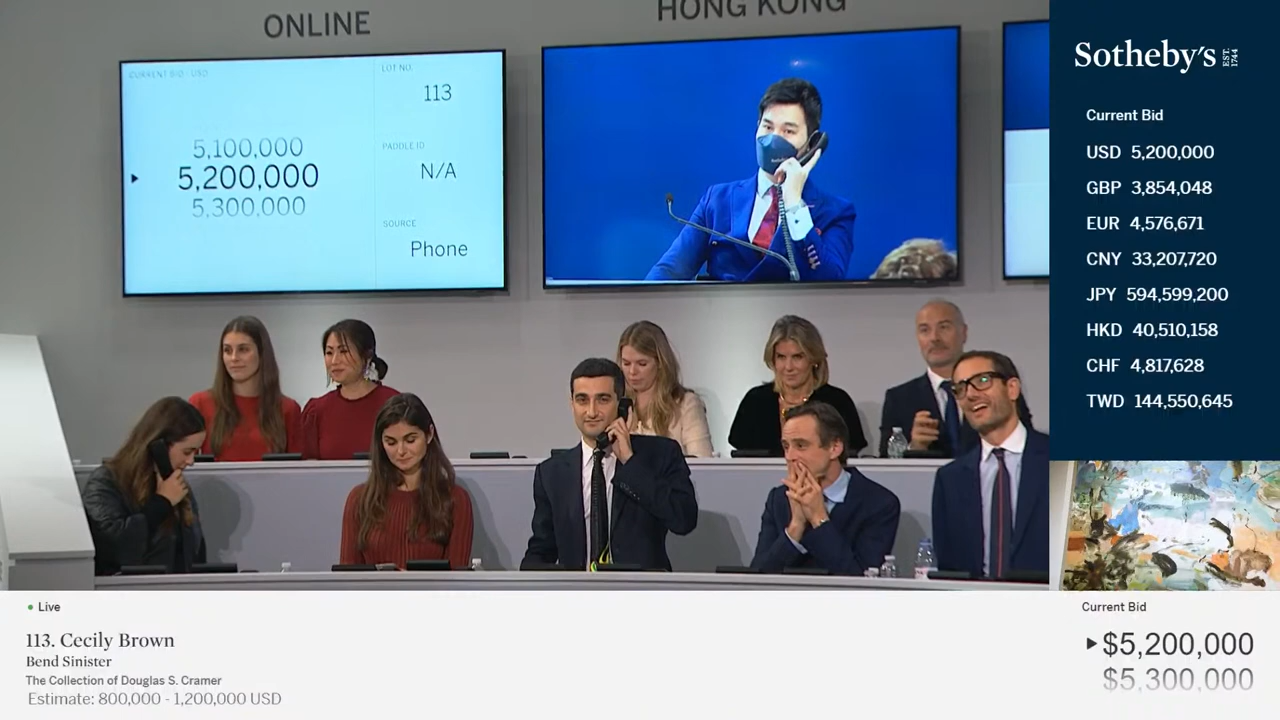 ONLINE
HONG KONG
CURRENT BID - USD
LOT NO.
113
5,100,000
5,200,000
5,300,000
PADDLE ID
N/A
SOURCE
Phone
Sotheby's EST. 1744
Current Bid
USD 5,200,000
GBP 3,854,048
EUR 4,576,671
CNY 33,207,720
JPY 594,599,200
HKD 40,510,158
CHF 4,817,628
TWD 144,550,645
Live
113. Cecily Brown
Bend Sinister
The Collection of Douglas S. Cramer
Estimate: 800,000 - 1,200,000 USD
Current Bid
$5,200,000
$5,300,000